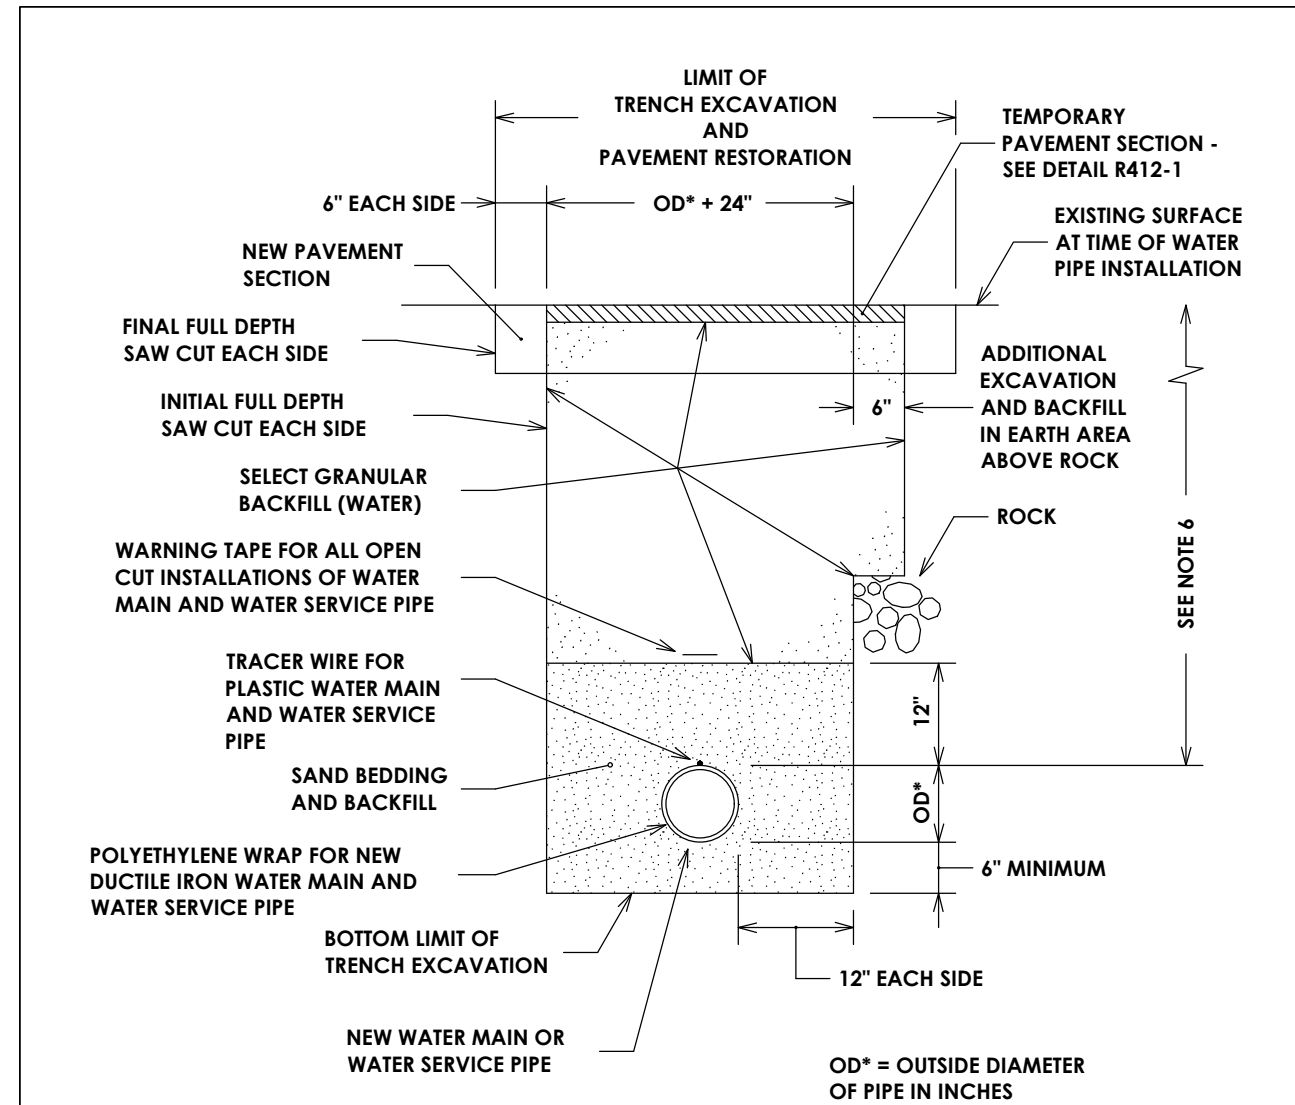 LIMIT OF
TRENCH EXCAVATION
AND
PAVEMENT RESTORATION
TEMPORARY
PAVEMENT SECTION -
SEE DETAIL R412-1
6" EACH SIDE
OD* + 24"
EXISTING SURFACE
AT TIME OF WATER
PIPE INSTALLATION
NEW PAVEMENT
SECTION
FINAL FULL DEPTH
SAW CUT EACH SIDE
ADDITIONAL
EXCAVATION
AND BACKFILL
IN EARTH AREA
ABOVE ROCK
6"
INITIAL FULL DEPTH
SAW CUT EACH SIDE
SELECT GRANULAR
BACKFILL (WATER)
ROCK
WARNING TAPE FOR ALL OPEN
CUT INSTALLATIONS OF WATER
MAIN AND WATER SERVICE PIPE
SEE NOTE 6
TRACER WIRE FOR
PLASTIC WATER MAIN
AND WATER SERVICE
PIPE
12"
SAND BEDDING
AND BACKFILL
OD*
POLYETHYLENE WRAP FOR NEW
DUCTILE IRON WATER MAIN AND
WATER SERVICE PIPE
6" MINIMUM
BOTTOM LIMIT OF
TRENCH EXCAVATION
12" EACH SIDE
NEW WATER MAIN OR
WATER SERVICE PIPE
OD* = OUTSIDE DIAMETER
OF PIPE IN INCHES